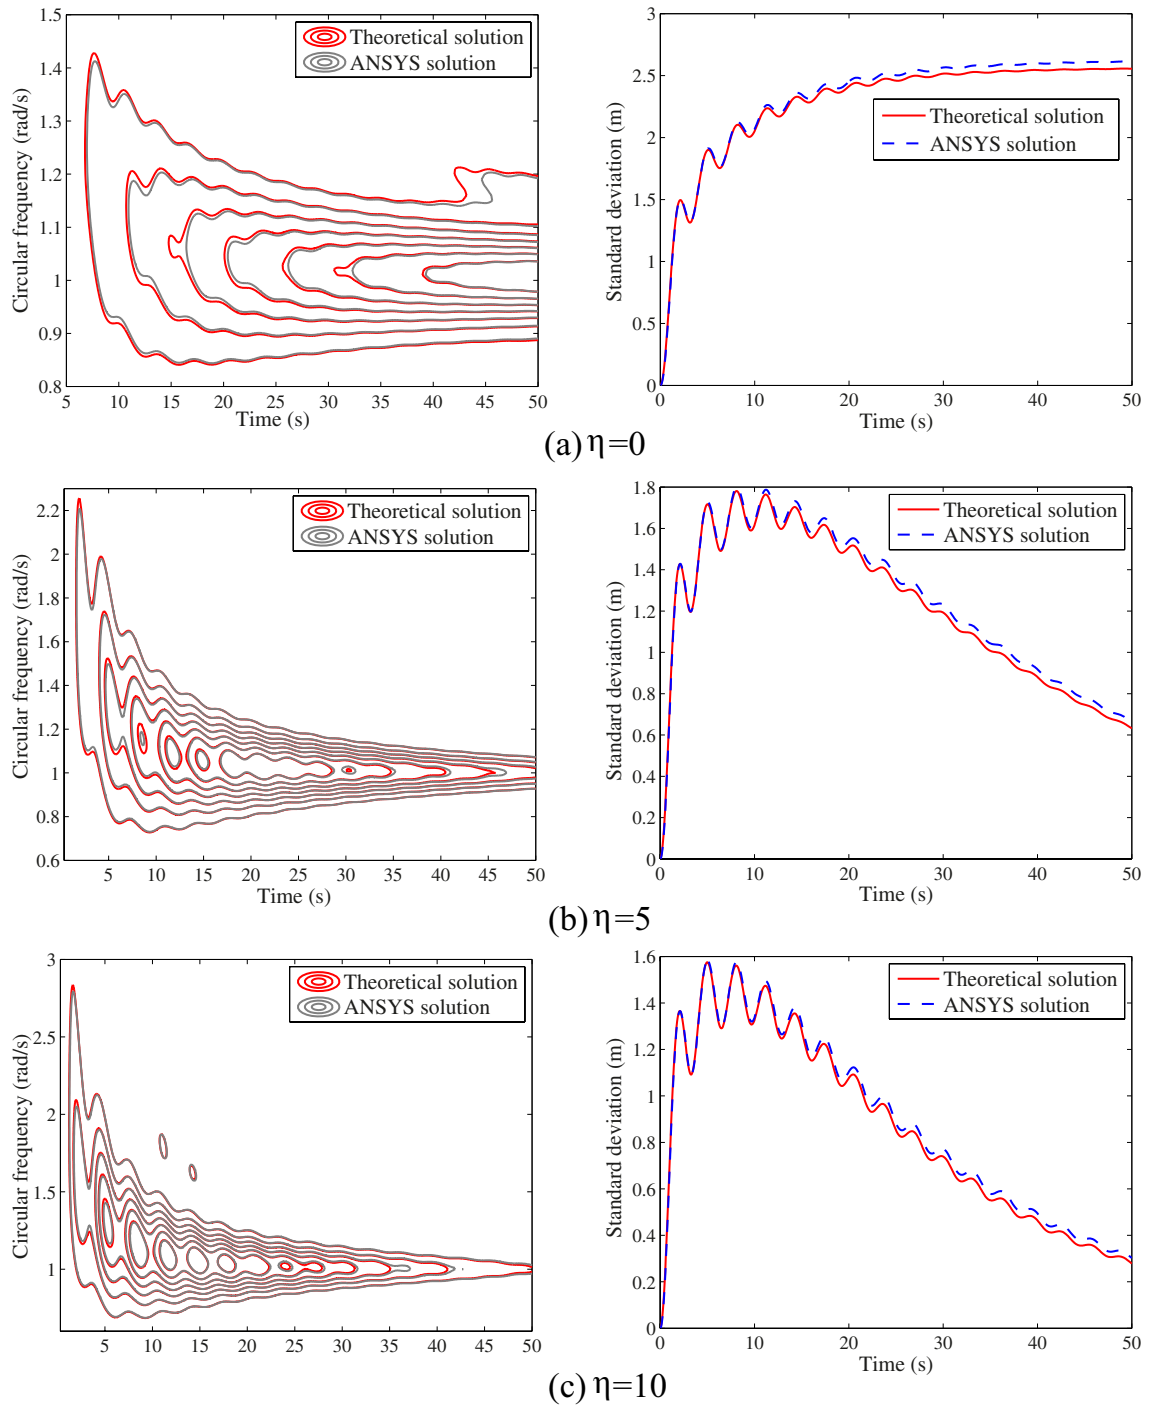 1.5
1.4
1.3
1.2
1.1
1
0.9
0.8
Circular frequency (rad/s)
Theoretical solution
ANSYS solution
5 10 15 20 25 30 35 40 45 50
Time (s)
3
2.5
2
1.5
1
0.5
0
Standard deviation (m)
Theoretical solution
ANSYS solution
0 10 20 30 40 50
Time (s)
(a) η=0
2.2
2
1.8
1.6
1.4
1.2
1
0.8
0.6
Circular frequency (rad/s)
Theoretical solution
ANSYS solution
5 10 15 20 25 30 35 40 45 50
Time (s)
1.8
1.6
1.4
1.2
1
0.8
0.6
0.4
0.2
0
Standard deviation (m)
Theoretical solution
ANSYS solution
0 10 20 30 40 50
Time (s)
(b) η=5
3
2.5
2
1.5
1
Circular frequency (rad/s)
Theoretical solution
ANSYS solution
5 10 15 20 25 30 35 40 45 50
1.6
1.4
1.2
1
0.8
0.6
0.4
0.2
0
Standard deviation (m)
Theoretical solution
ANSYS solution
0 10 20 30 40 50
Time (s)
(c) η=10